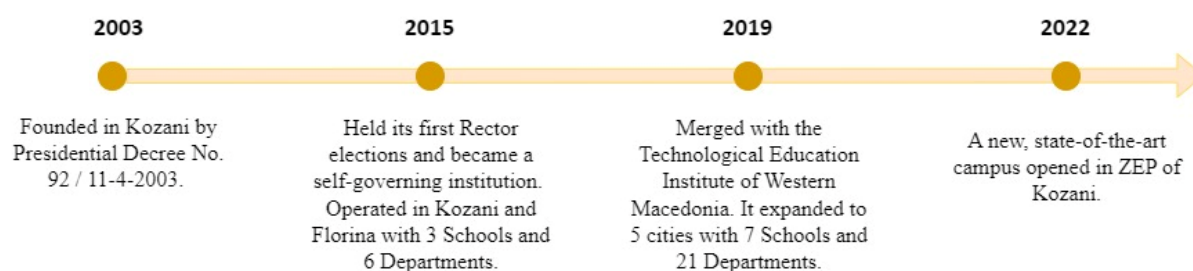 2003
Founded in Kozani by
Presidential Decree No.
92 / 11-4-2003.
2015
Held its first Rector
elections and became a
self-governing institution.
Operated in Kozani and
Florina with 3 Schools and
6 Departments.
2019
Merged with the
Technological Education
Institute of Western
Macedonia. It expanded to
5 cities with 7 Schools and
21 Departments.
2022
A new, state-of-the-art
campus opened in ZEP of
Kozani.